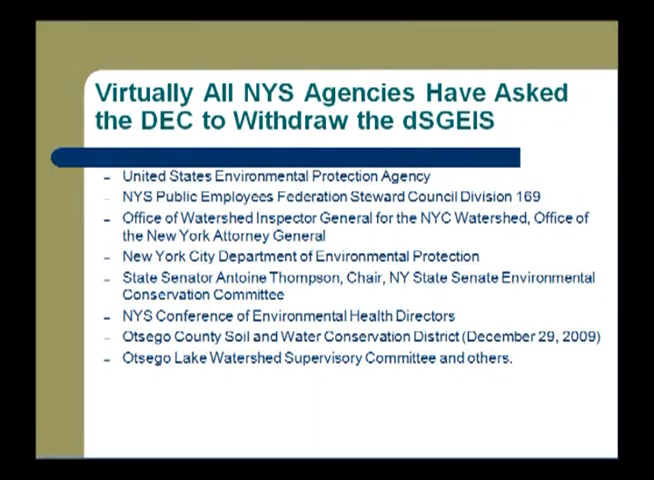 Virtually All NYS Agencies Have Asked
the DEC to Withdraw the dSGEIS
– United States Environmental Protection Agency
– NYS Public Employees Federation Steward Council Division 169
– Office of Watershed Inspector General for the NYC Watershed, Office of
the New York Attorney General
– New York City Department of Environmental Protection
– State Senator Antoine Thompson, Chair, NY State Senate Environmental
Conservation Committee
– NYS Conference of Environmental Health Directors
– Otsego County Soil and Water Conservation District (December 29, 2009)
– Otsego Lake Watershed Supervisory Committee and others.